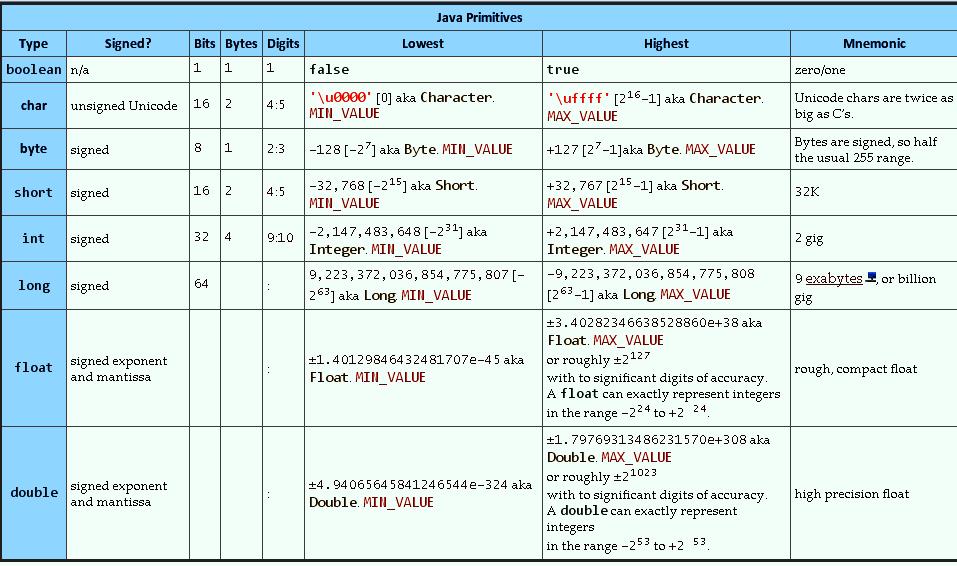 Java Primitives
Type Signed? Bits Bytes Digits Lowest Highest Mnemonic
boolean n/a 1 1 1 false true zero/one
char unsigned Unicode 16 2 4:5
'\u0000' [0] aka Character.
MIN_VALUE
'\uffff' [2^16−1] aka Character.
MAX_VALUE
Unicode chars are twice as
big as C's.
byte signed 8 1 2:3
−128 [−2^7] aka Byte. MIN_VALUE
+127 [2^7−1]aka Byte. MAX_VALUE
Bytes are signed, so half
the usual 255 range.
short signed 16 2 4:5
−32,768 [−2^15] aka Short.
MIN_VALUE
+32,767 [2^15−1] aka Short.
MAX_VALUE
32K
int signed 32 4 9:10
−2,147,483,648 [−2^31] aka
Integer. MIN_VALUE
+2,147,483,647 [2^31−1] aka
Integer. MAX_VALUE
2 gig
long signed 64 :
9,223,372,036,854,775,807 [−
2^63] aka Long. MIN_VALUE
−9,223,372,036,854,775,808
[2^63−1] aka Long. MAX_VALUE
9 exabytes, or billion
gig
float
signed exponent
and mantissa
:
±1.40129846432481707e−45 aka
Float. MIN_VALUE
±3.40282346638528860e+38 aka
Float. MAX_VALUE
or roughly ±2^127
with to significant digits of accuracy.
A float can exactly represent integers
in the range −2^24 to +2 ^24.
rough, compact float
double
signed exponent
and mantissa
:
±4.94065645841246544e−324 aka
Double. MIN_VALUE
±1.79769313486231570e+308 aka
Double. MAX_VALUE
or roughly ±2^1023
with to significant digits of accuracy.
A double can exactly represent
integers
in the range −2^53 to +2 ^53.
high precision float